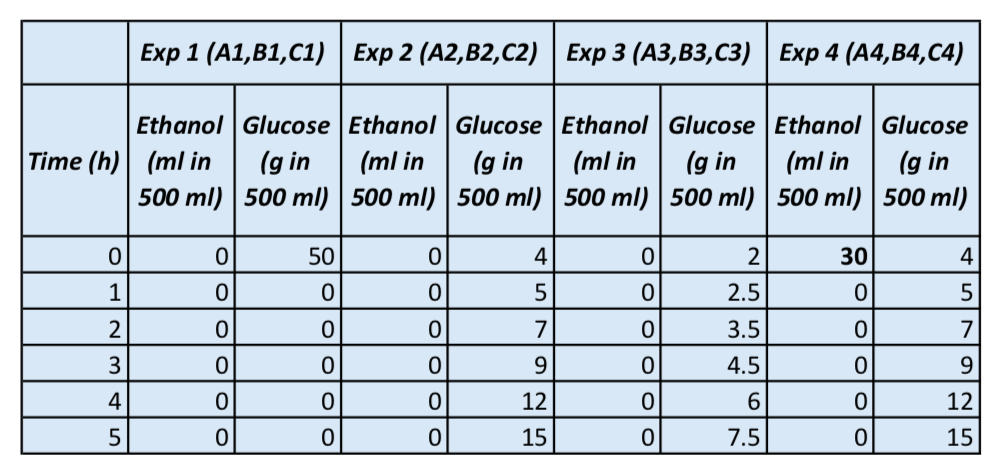 Exp 1 (A1,B1,C1) Exp 2 (A2,B2,C2) Exp 3 (A3,B3,C3) Exp 4 (A4,B4,C4)
Time (h) Ethanol (ml in 500 ml) Glucose (g in 500 ml) Ethanol (ml in 500 ml) Glucose (g in 500 ml) Ethanol (ml in 500 ml) Glucose (g in 500 ml) Ethanol (ml in 500 ml) Glucose (g in 500 ml)
0 0 50 0 4 0 2 30 4
1 0 0 0 5 0 2.5 0 5
2 0 0 0 7 0 3.5 0 7
3 0 0 0 9 0 4.5 0 9
4 0 0 0 12 0 6 0 12
5 0 0 0 15 0 7.5 0 15